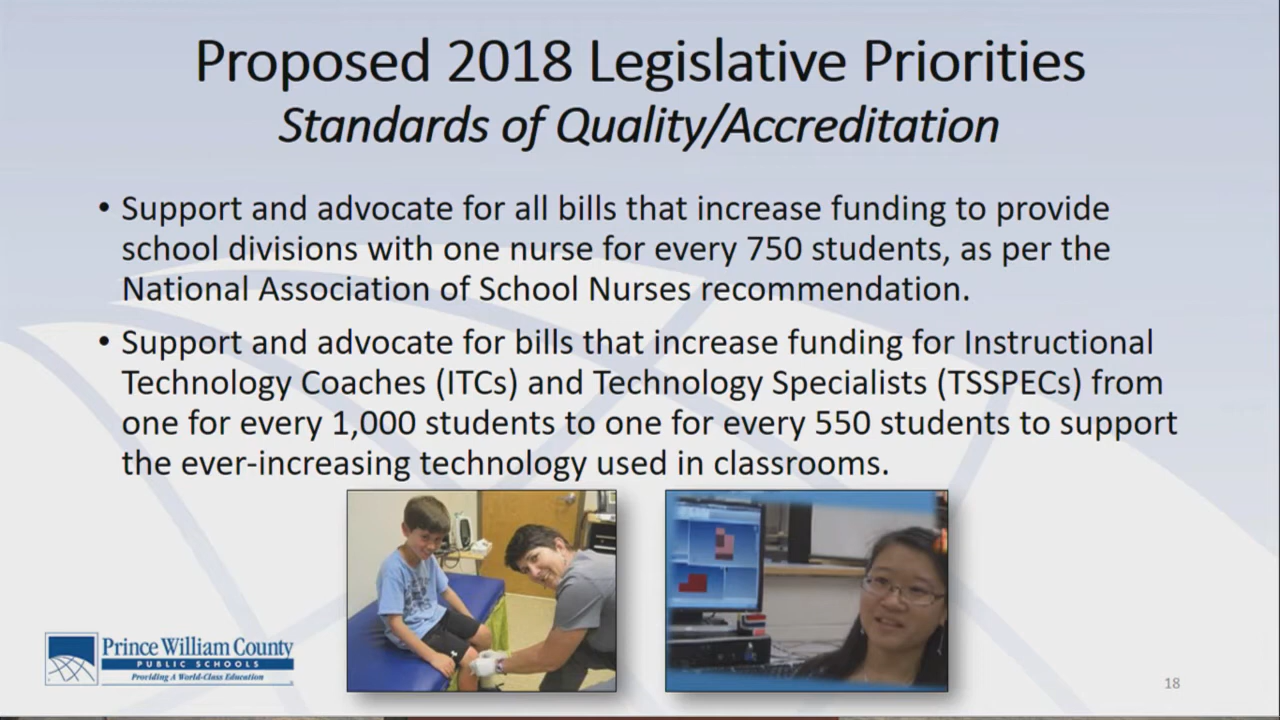 Proposed 2018 Legislative Priorities
Standards of Quality/Accreditation
• Support and advocate for all bills that increase funding to provide
school divisions with one nurse for every 750 students, as per the
National Association of School Nurses recommendation.
• Support and advocate for bills that increase funding for Instructional
Technology Coaches (ITCs) and Technology Specialists (TSSPECs) from
one for every 1,000 students to one for every 550 students to support
the ever-increasing technology used in classrooms.
Prince William County
PUBLIC SCHOOLS
Providing A World-Class Education
18